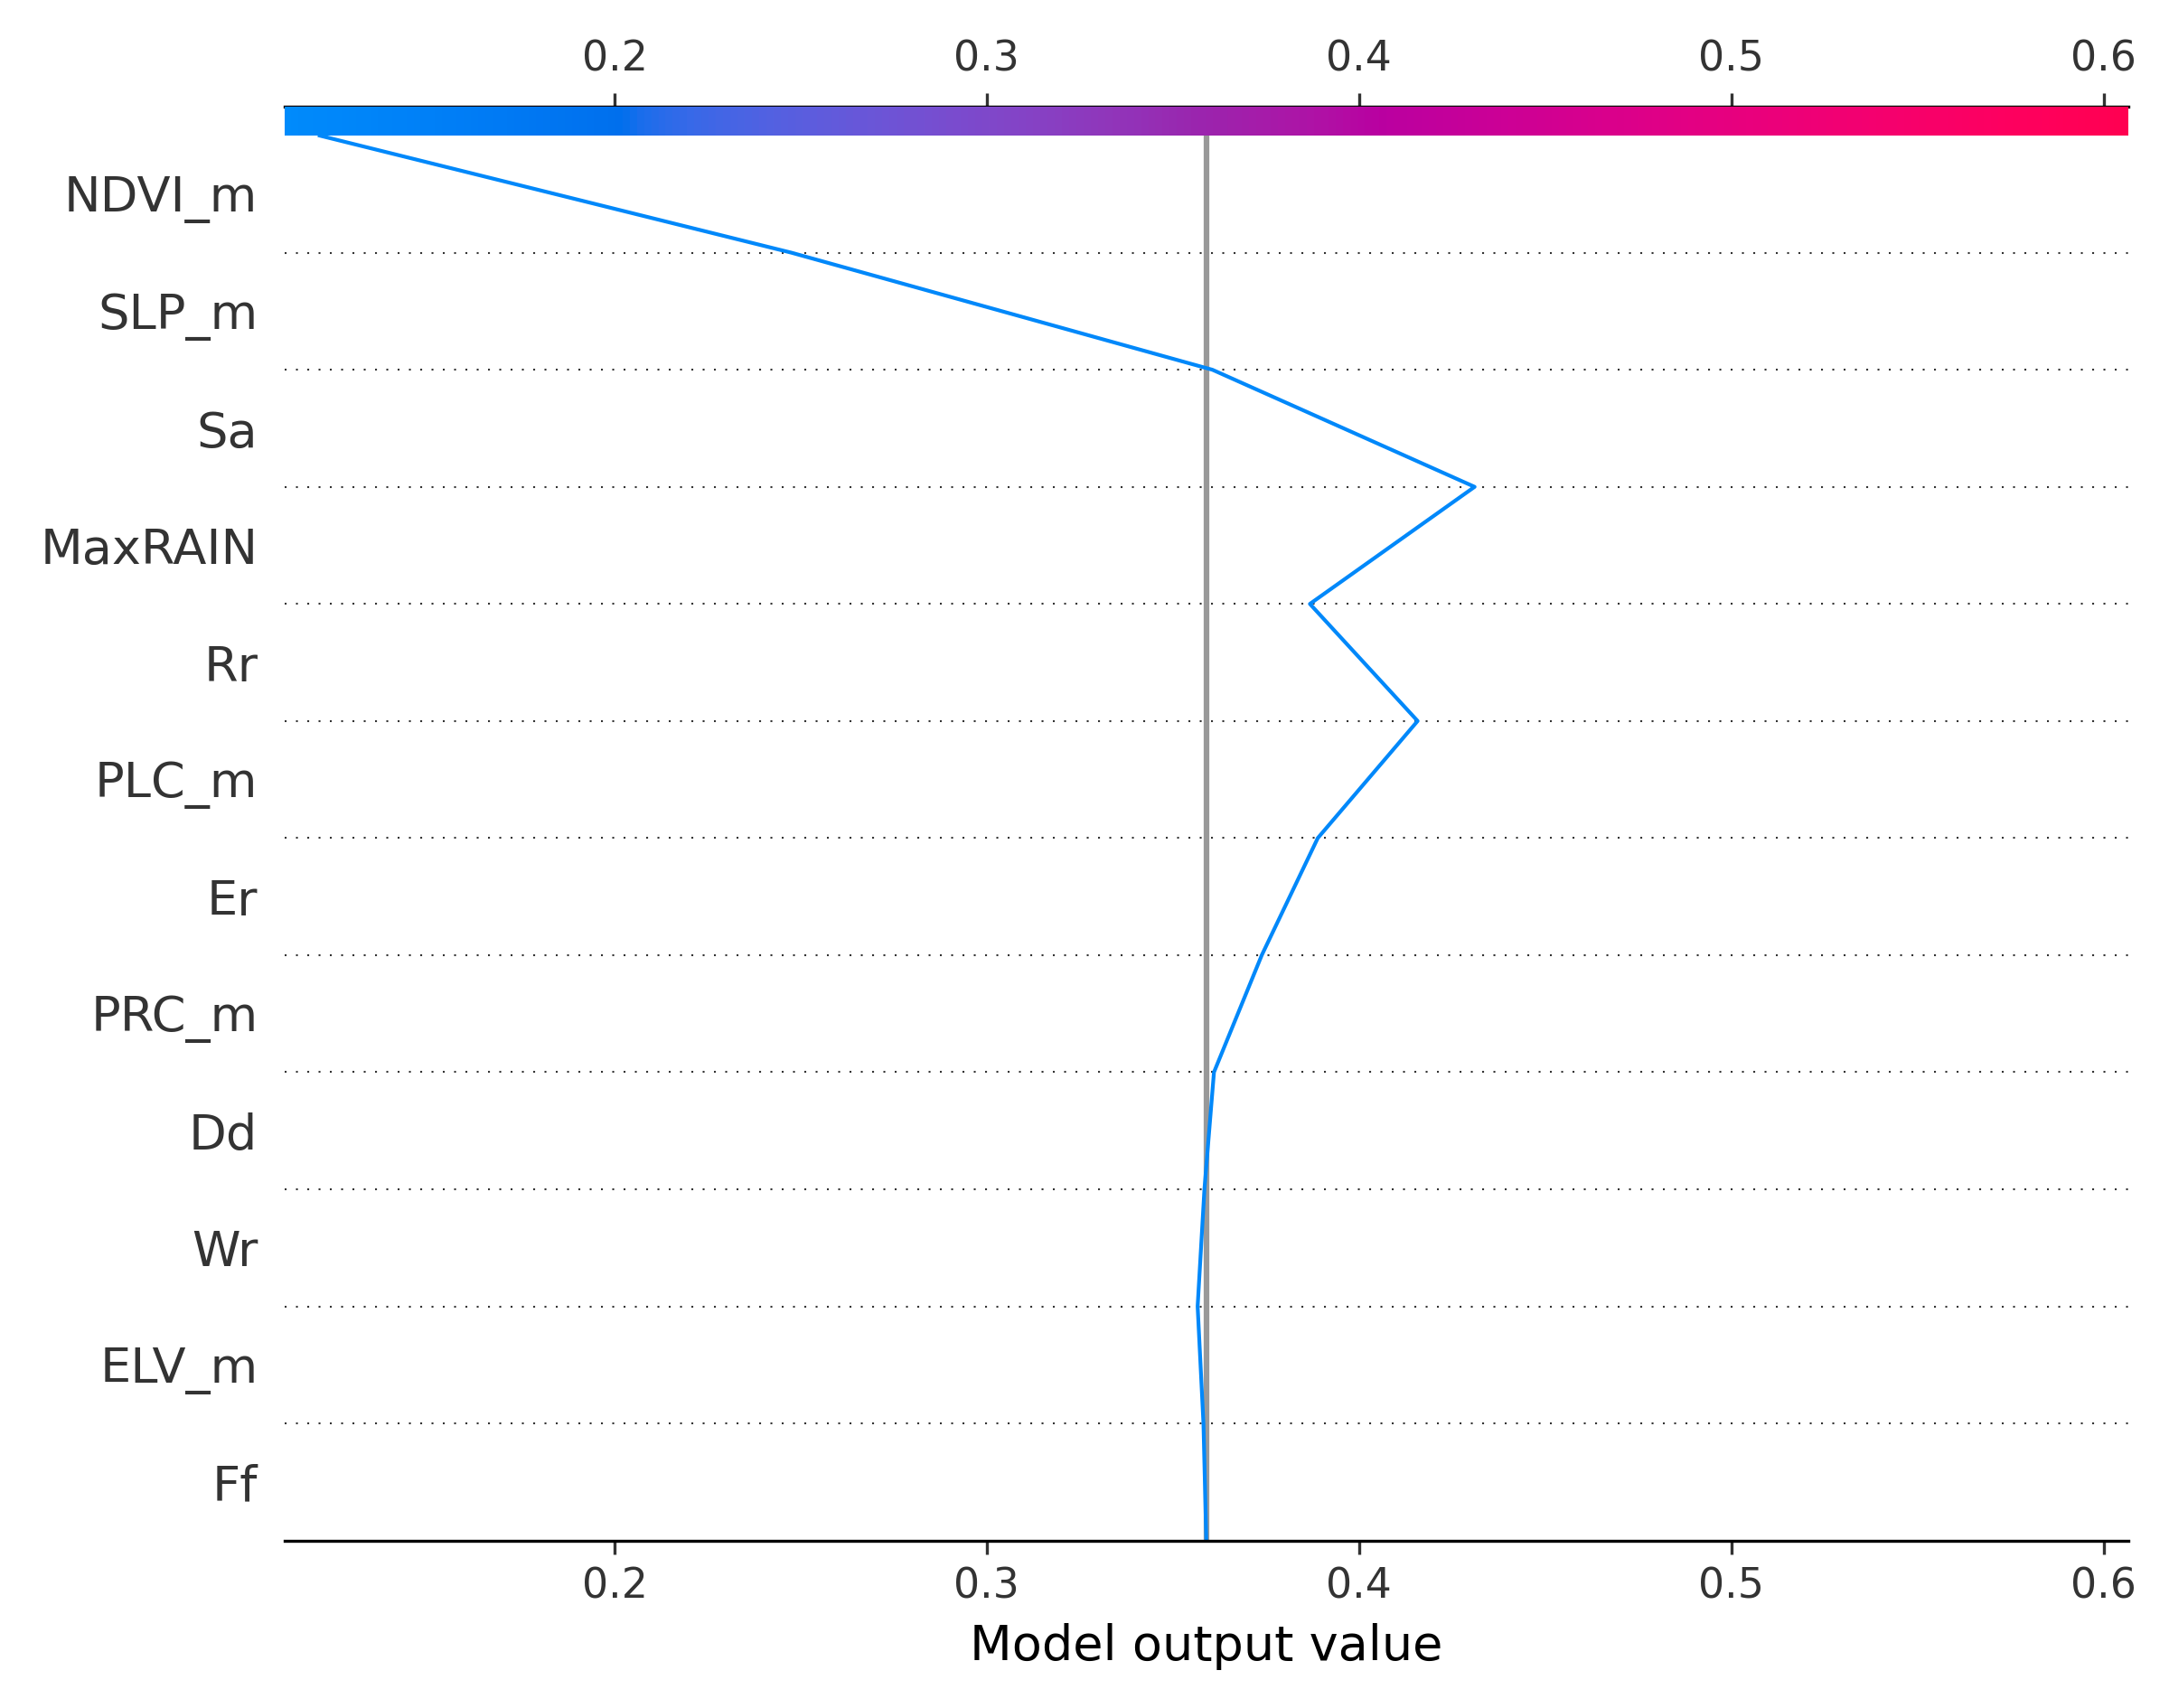 0.2 0.3 0.4 0.5 0.6
NDVI_m
SLP_m
Sa
MaxRAIN
Rr
PLC_m
Er
PRC_m
Dd
Wr
ELV_m
Ff
0.2 0.3 0.4 0.5 0.6
Model output value